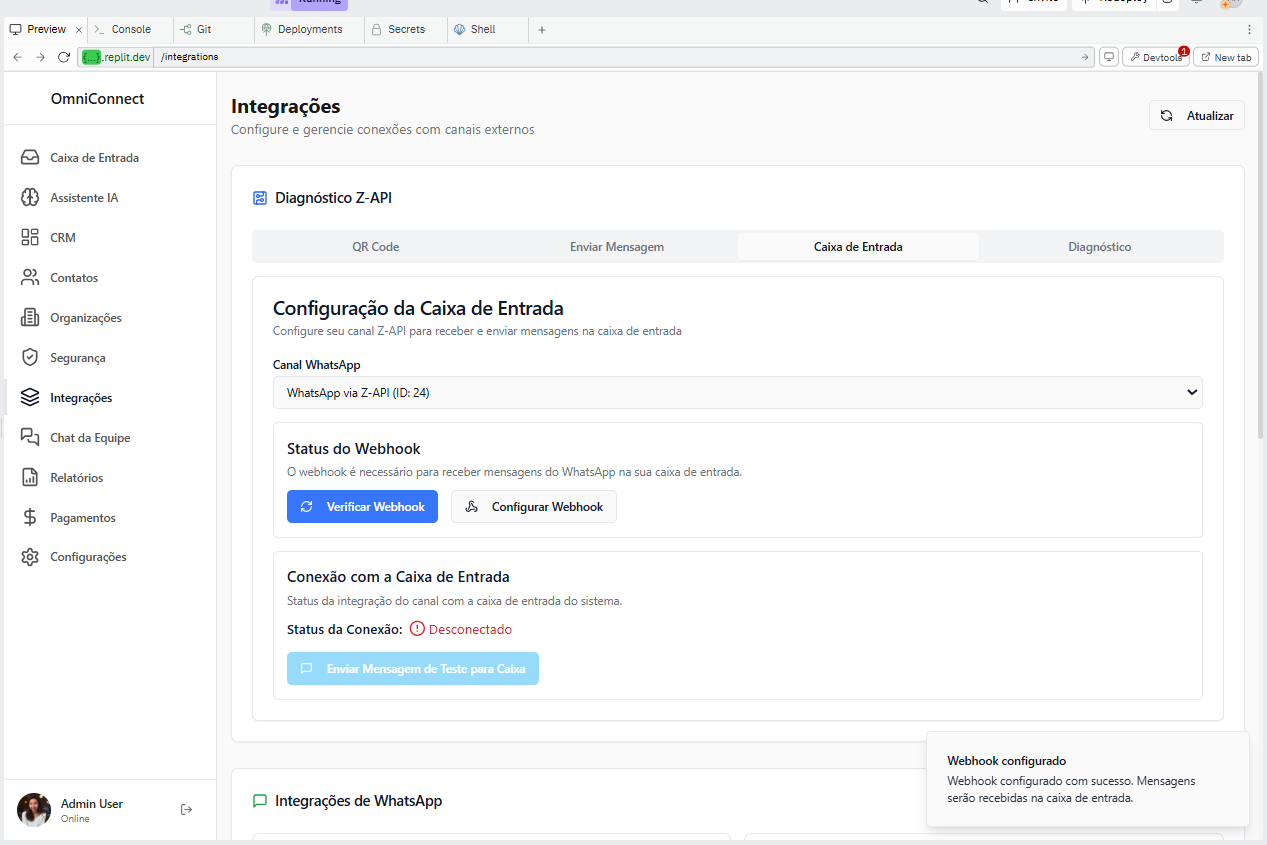 Running
Preview
Console
Git
Deployments
Secrets
Shell
{...}.replit.dev
/integrations
Devtools
1
New tab
OmniConnect
Caixa de Entrada
Assistente IA
CRM
Contatos
Organizações
Segurança
Integrações
Chat da Equipe
Relatórios
Pagamentos
Configurações
Admin User
Online
Integrações
Configure e gerencie conexões com canais externos
Atualizar
Diagnóstico Z-API
QR Code
Enviar Mensagem
Caixa de Entrada
Diagnóstico
Configuração da Caixa de Entrada
Configure seu canal Z-API para receber e enviar mensagens na caixa de entrada
Canal WhatsApp
WhatsApp via Z-API (ID: 24)
Status do Webhook
O webhook é necessário para receber mensagens do WhatsApp na sua caixa de entrada.
Verificar Webhook
Configurar Webhook
Conexão com a Caixa de Entrada
Status da integração do canal com a caixa de entrada do sistema.
Status da Conexão: Desconectado
Enviar Mensagem de Teste para Caixa
Integrações de WhatsApp
Webhook configurado
Webhook configurado com sucesso. Mensagens
serão recebidas na caixa de entrada.